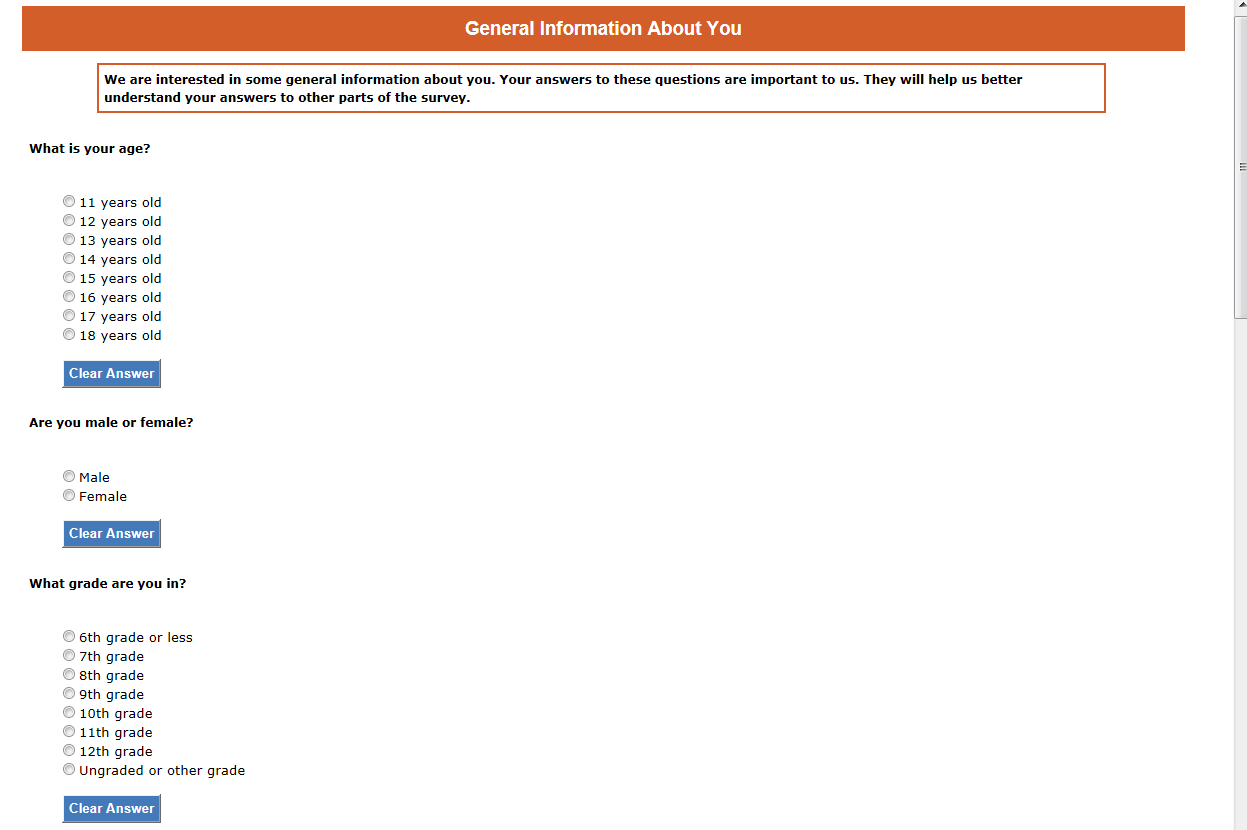 General Information About You
We are interested in some general information about you. Your answers to these questions are important to us. They will help us better
understand your answers to other parts of the survey.
What is your age?
11 years old
12 years old
13 years old
14 years old
15 years old
16 years old
17 years old
18 years old
Clear Answer
Are you male or female?
Male
Female
Clear Answer
What grade are you in?
6th grade or less
7th grade
8th grade
9th grade
10th grade
11th grade
12th grade
Ungraded or other grade
Clear Answer